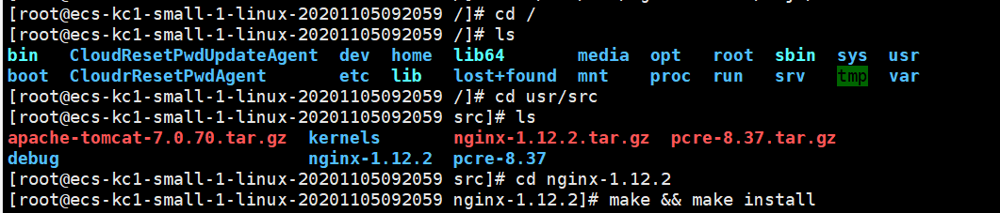 [root@ecs-kc1-small-1-linux-20201105092059 /]# cd /
[root@ecs-kc1-small-1-linux-20201105092059 /]# ls
bin   CloudResetPwdUpdateAgent  dev  home  lib64       media  opt   root  sbin  sys  usr
boot  CloudrResetPwdAgent       etc  lib   lost+found  mnt    proc  run   srv   tmp  var
[root@ecs-kc1-small-1-linux-20201105092059 /]# cd usr/src
[root@ecs-kc1-small-1-linux-20201105092059 src]# ls
apache-tomcat-7.0.70.tar.gz  kernels       nginx-1.12.2.tar.gz  pcre-8.37.tar.gz
debug                        nginx-1.12.2  pcre-8.37
[root@ecs-kc1-small-1-linux-20201105092059 src]# cd nginx-1.12.2
[root@ecs-kc1-small-1-linux-20201105092059 nginx-1.12.2]# make && make install